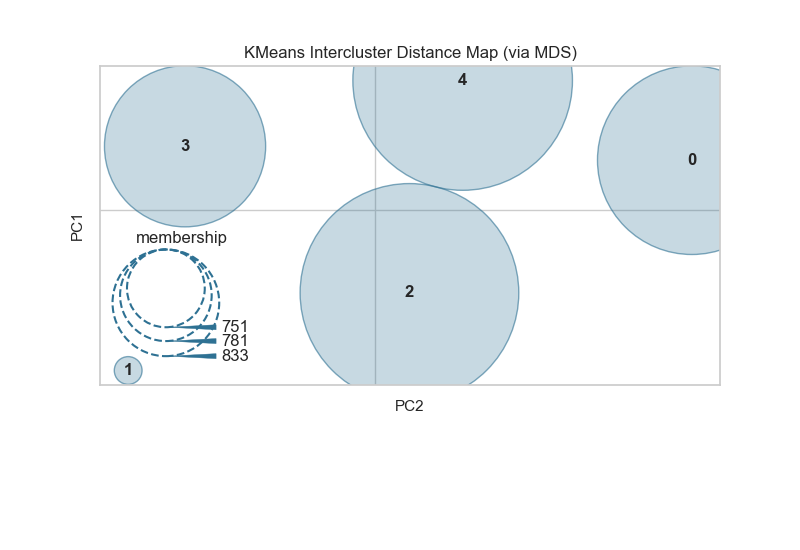 KMeans Intercluster Distance Map (via MDS)
4
3
0
PC1
membership
2
751
781
833
1
PC2